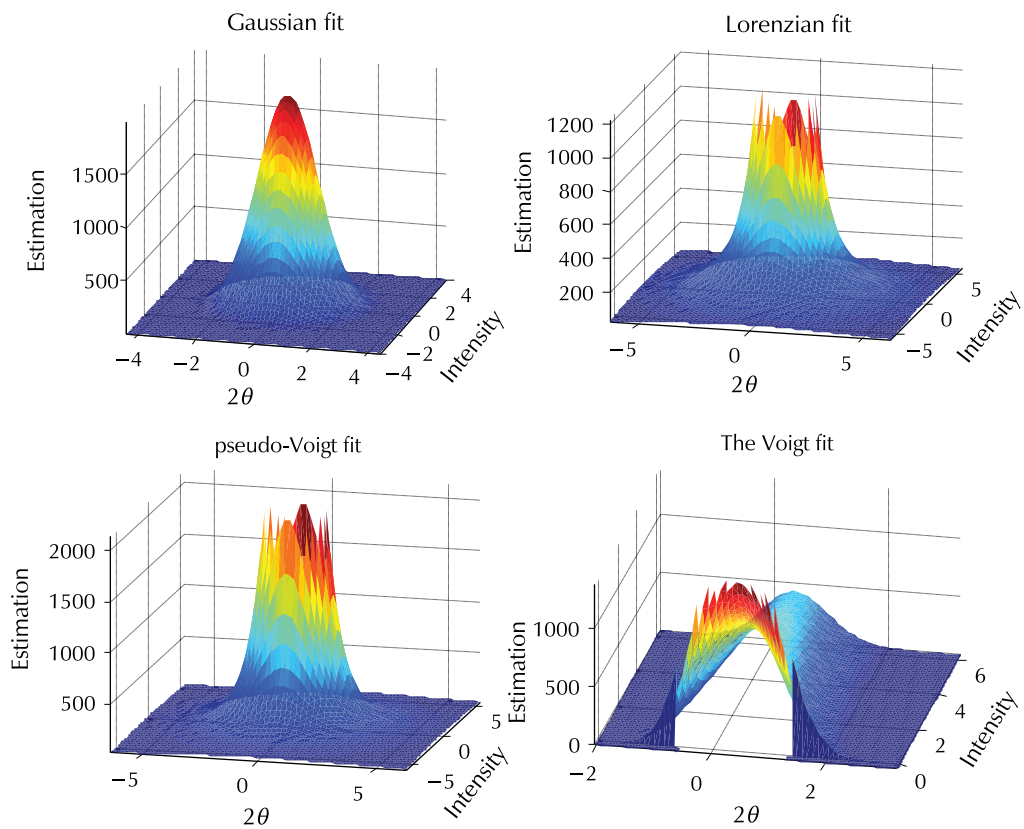 Gaussian fit
Estimation
1500
1000
500
−4
−2
0
2
4
2θ
−4
−2
0
2
4
Intensity
Lorenzian fit
Estimation
1200
1000
800
600
400
200
−5
0
5
2θ
−5
0
5
Intensity
pseudo-Voigt fit
Estimation
2000
1500
1000
500
−5
0
5
2θ
−5
0
5
Intensity
The Voigt fit
Estimation
1000
500
0
−2
0
2
2θ
0
2
4
6
Intensity